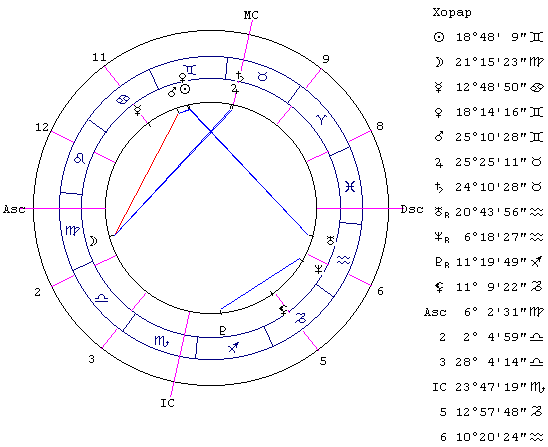 MC
11
9
12
8
Asc
Dsc
2
6
3
5
IC
Хорар
☉ 18°48' 9"♊
☽ 21°15'23"♍
☿ 12°48'50"♋
♀ 18°14'16"♊
♂ 25°10'28"♊
♃ 25°25'11"♉
♄ 24°10'28"♉
♅R 20°43'56"♒
♆R 6°18'27"♒
♇R 11°19'49"♐
⚸ 11° 9'22"♑
Asc 6° 2'31"♍
2 2° 4'59"♎
3 28° 4'14"♎
IC 23°47'19"♏
5 12°57'48"♑
6 10°20'24"♒